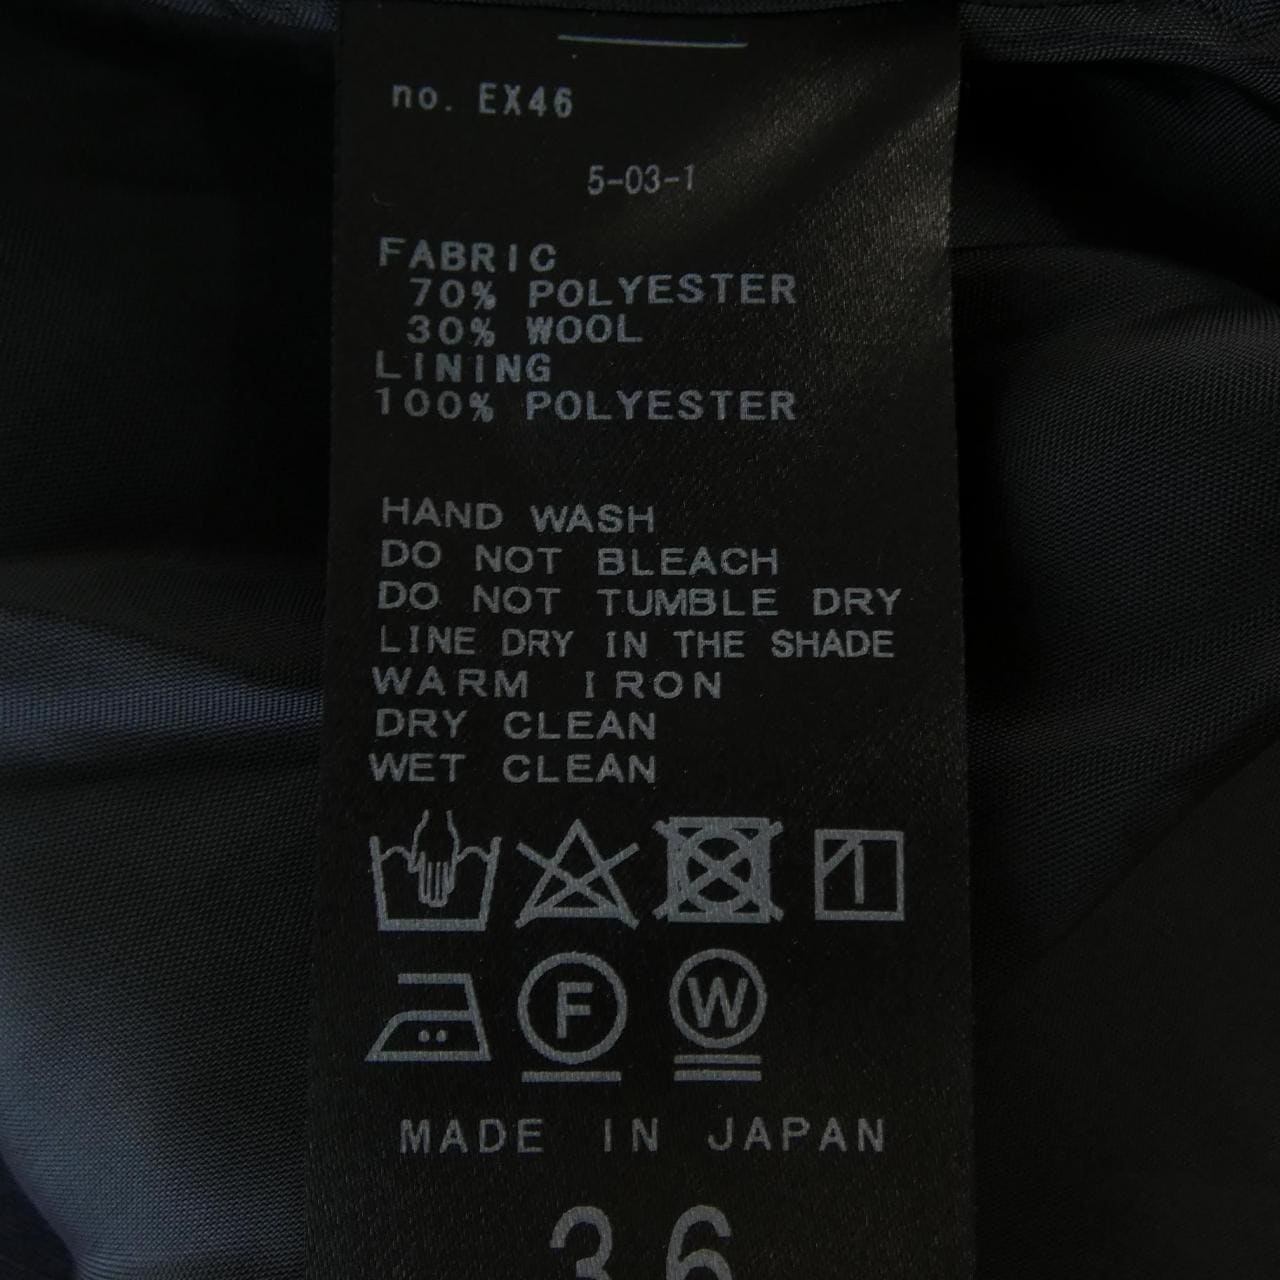 no. EX46
5-03-1
FABRIC
70% POLYESTER
30% WOOL
LINING
100% POLYESTER
HAND WASH
DO NOT BLEACH
DO NOT TUMBLE DRY
LINE DRY IN THE SHADE
WARM IRON
DRY CLEAN
WET CLEAN
F W
MADE IN JAPAN
36